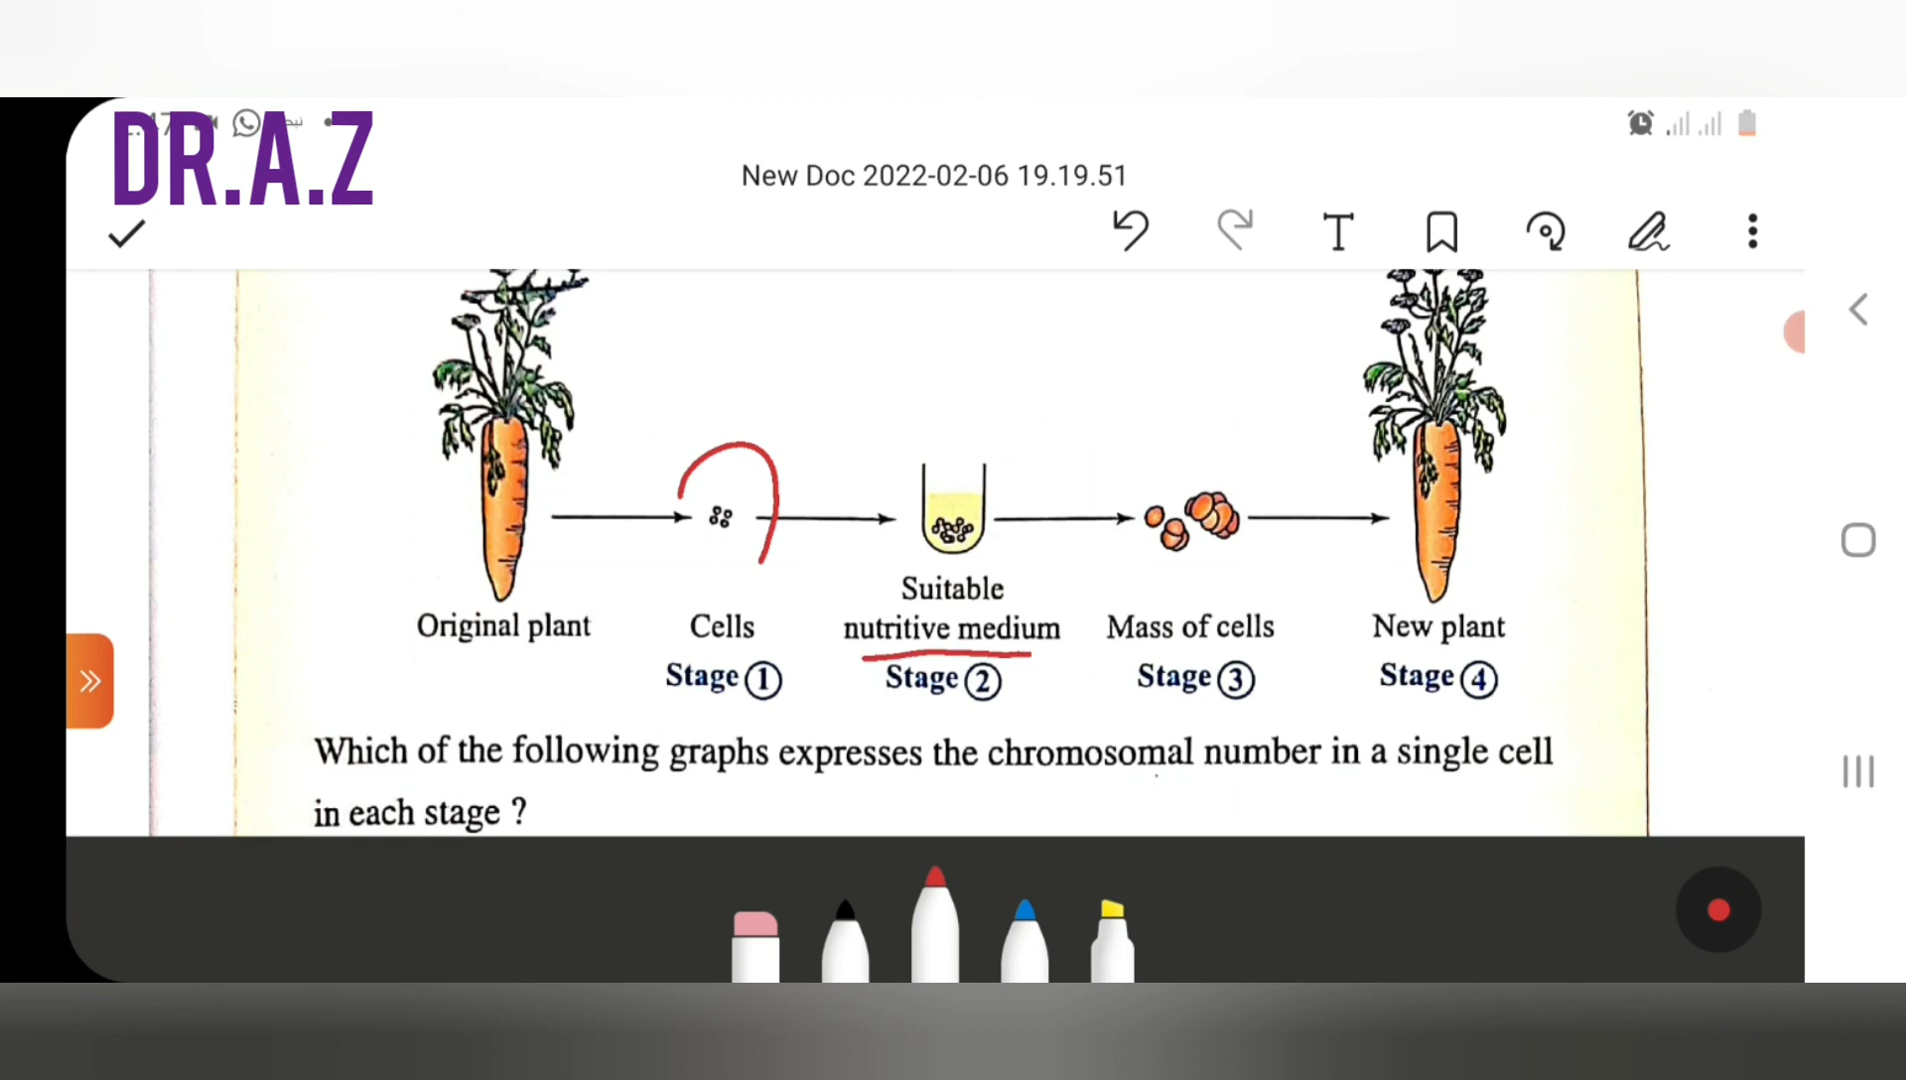 DR.A.Z
New Doc 2022-02-06 19.19.51
T
Original plant
Cells
Stage 1
Suitable
nutritive medium
Stage 2
Mass of cells
Stage 3
New plant
Stage 4
Which of the following graphs expresses the chromosomal number in a single cell
in each stage ?